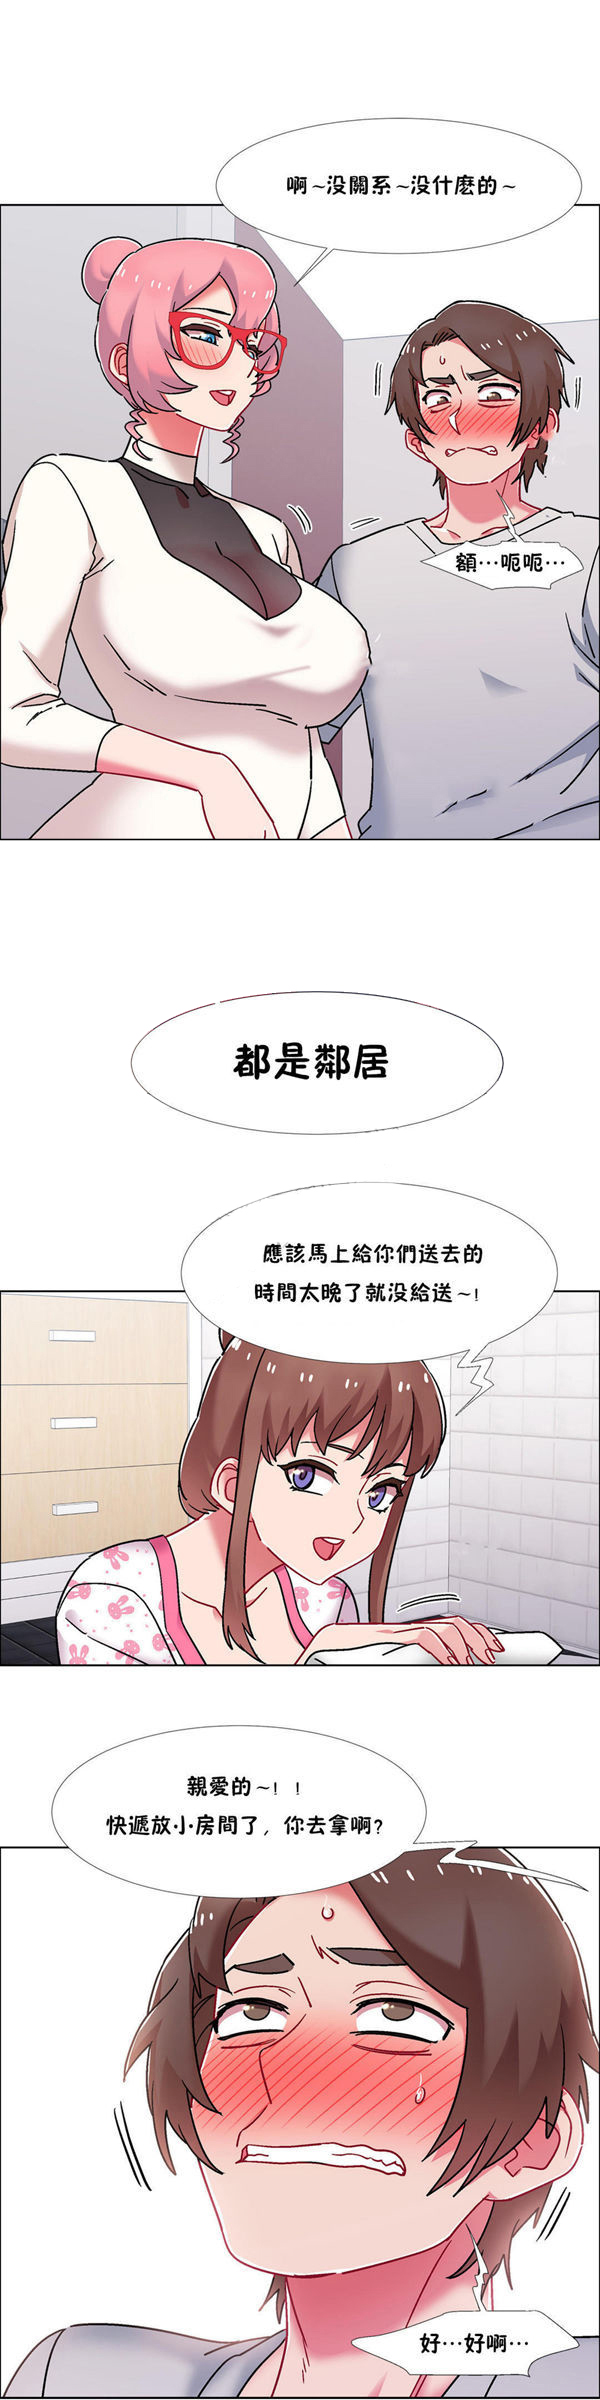 啊~没關系~没什麽的~
額…呃呃…
都是鄰居
應該馬上給你們送去的
時間太晚了就没給送~!
親愛的~!!
快遞放小房間了，你去拿啊?
好…好啊…